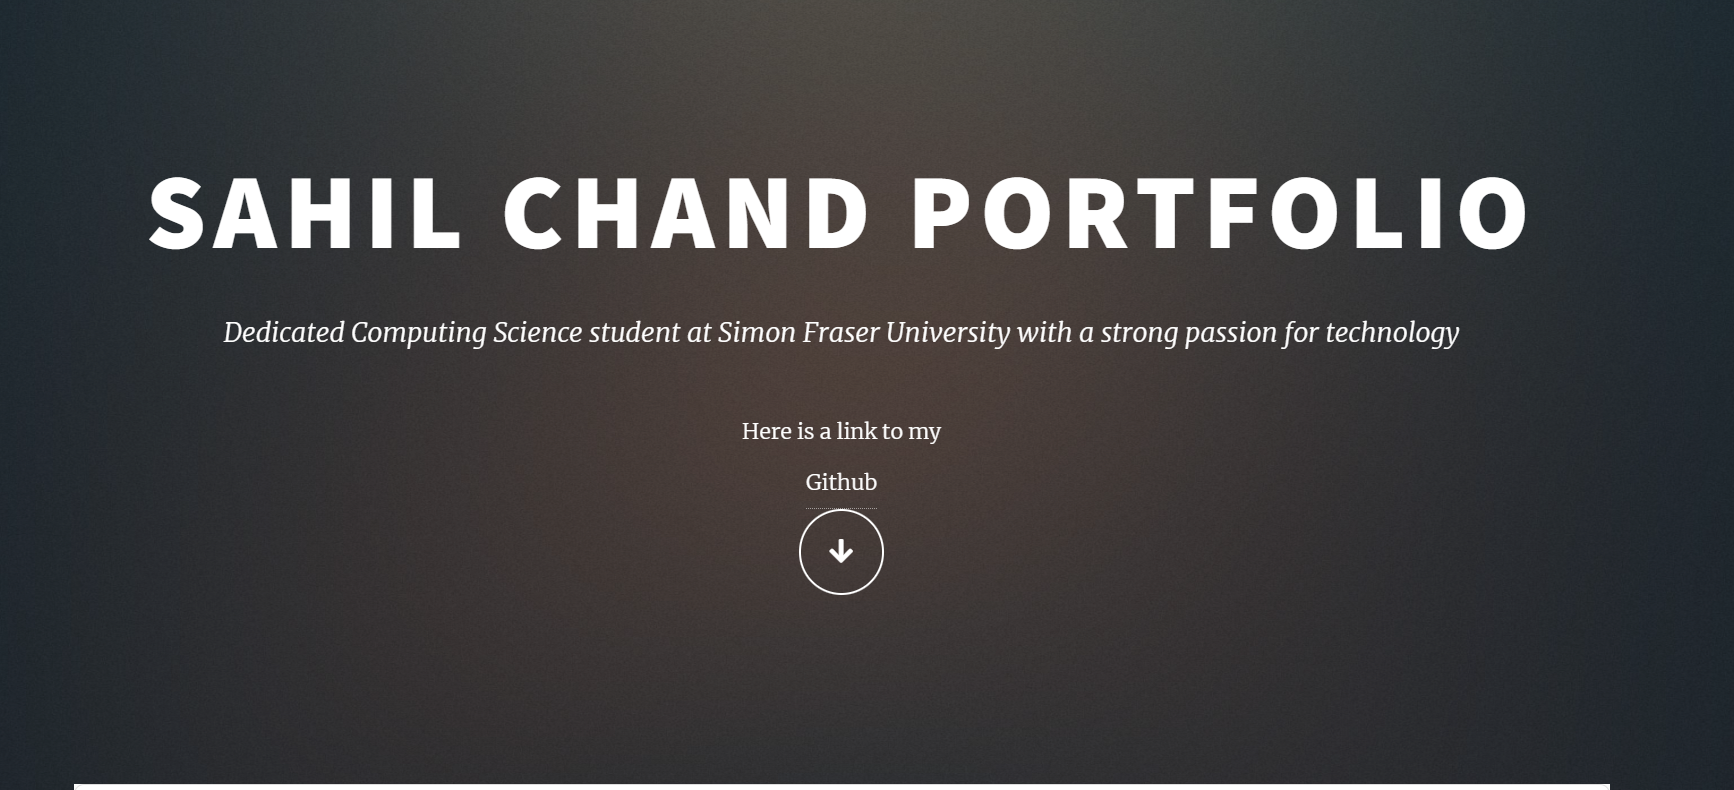 SAHIL CHAND PORTFOLIO
Dedicated Computing Science student at Simon Fraser University with a strong passion for technology
Here is a link to my
Github